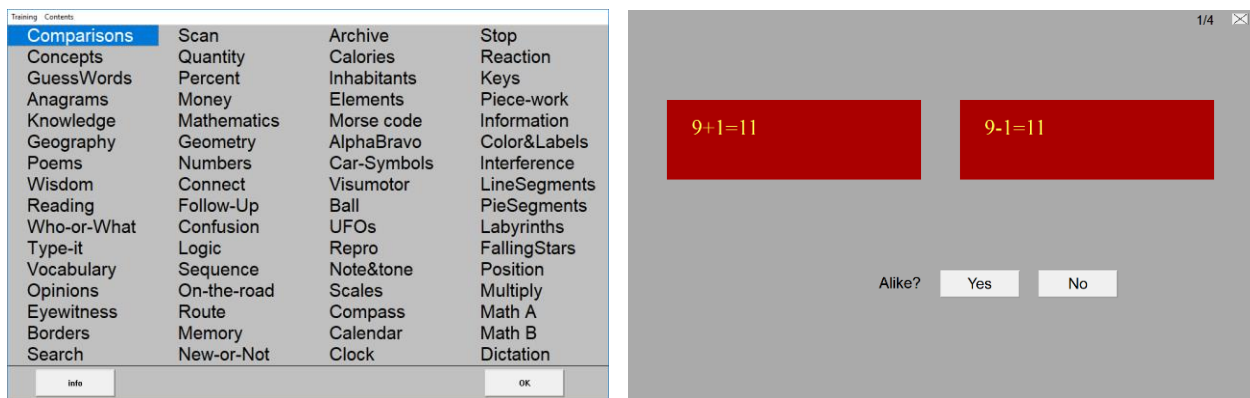 Training Contents
Comparisons Scan Archive Stop
Concepts Quantity Calories Reaction
GuessWords Percent Inhabitants Keys
Anagrams Money Elements Piece-work
Knowledge Mathematics Morse code Information
Geography Geometry AlphaBravo Color&Labels
Poems Numbers Car-Symbols Interference
Wisdom Connect Visumotor LineSegments
Reading Follow-Up Ball PieSegments
Who-or-What Confusion UFOs Labyrinths
Type-it Logic Repro FallingStars
Vocabulary Sequence Note&tone Position
Opinions On-the-road Scales Multiply
Eyewitness Route Compass Math A
Borders Memory Calendar Math B
Search New-or-Not Clock Dictation
info OK
1/4
9+1=11 9-1=11
Alike? Yes No